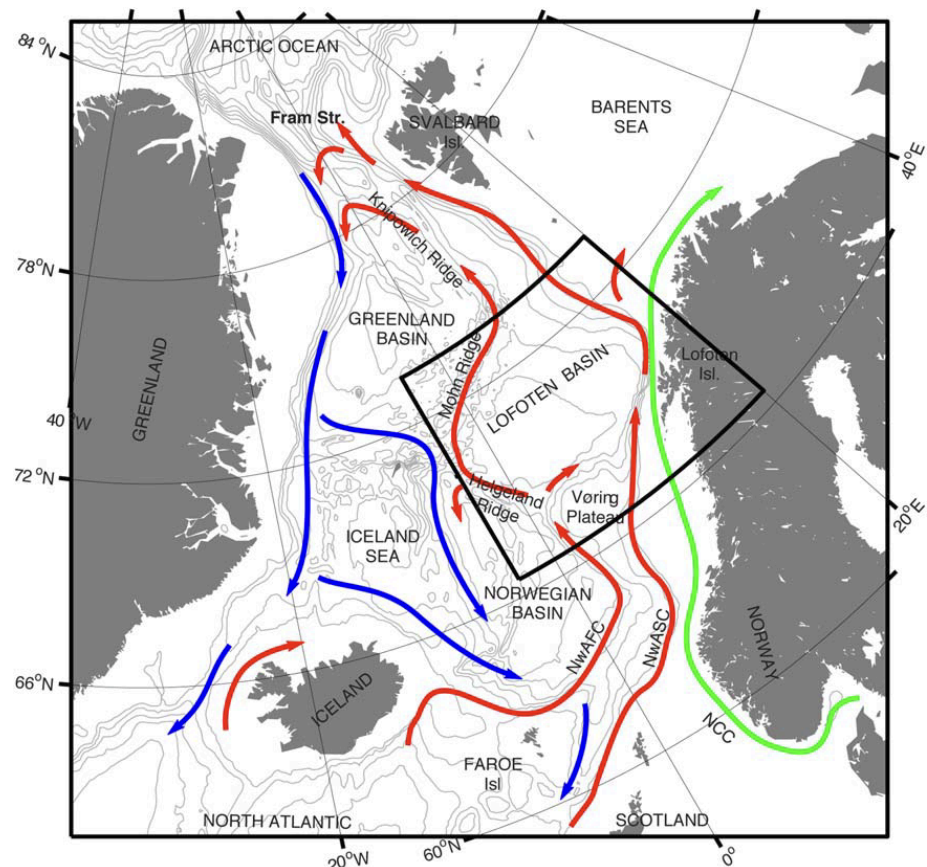 84 °N
ARCTIC OCEAN
Fram Str.
SVALBARD
Isl.
BARENTS
SEA
40°E
Knipowich Ridge
78°N
GREENLAND
BASIN
GREENLAND
Mohn Ridge
LOFOTEN BASIN
Lofoten
Isl.
40°W
72°N
Helgeland
Ridge
Vøring
Plateau
20°E
ICELAND
SEA
NORWEGIAN
BASIN
NwAFC
NwASC
NORWAY
66°N
ICELAND
NCC
FAROE
Isl
NORTH ATLANTIC
SCOTLAND
20°W
60°N
0°